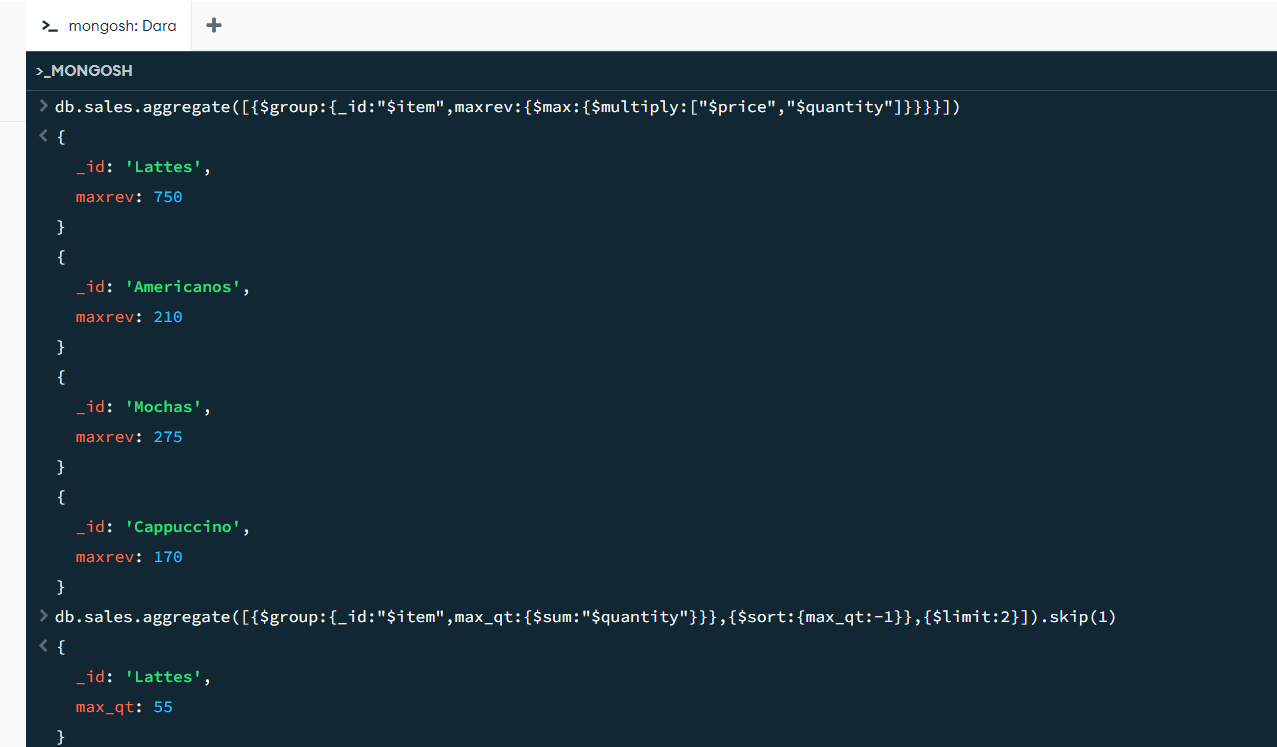 >_ mongosh: Dara +
>_MONGOSH
> db.sales.aggregate([{$group:{_id:"$item",maxrev:{$max:{$multiply:["$price","$quantity"]}}}}])
< {
_id: 'Lattes',
maxrev: 750
}
{
_id: 'Americanos',
maxrev: 210
}
{
_id: 'Mochas',
maxrev: 275
}
{
_id: 'Cappuccino',
maxrev: 170
}
> db.sales.aggregate([{$group:{_id:"$item",max_qt:{$sum:"$quantity"}}},{$sort:{max_qt:-1}},{$limit:2}]).skip(1)
< {
_id: 'Lattes',
max_qt: 55
}